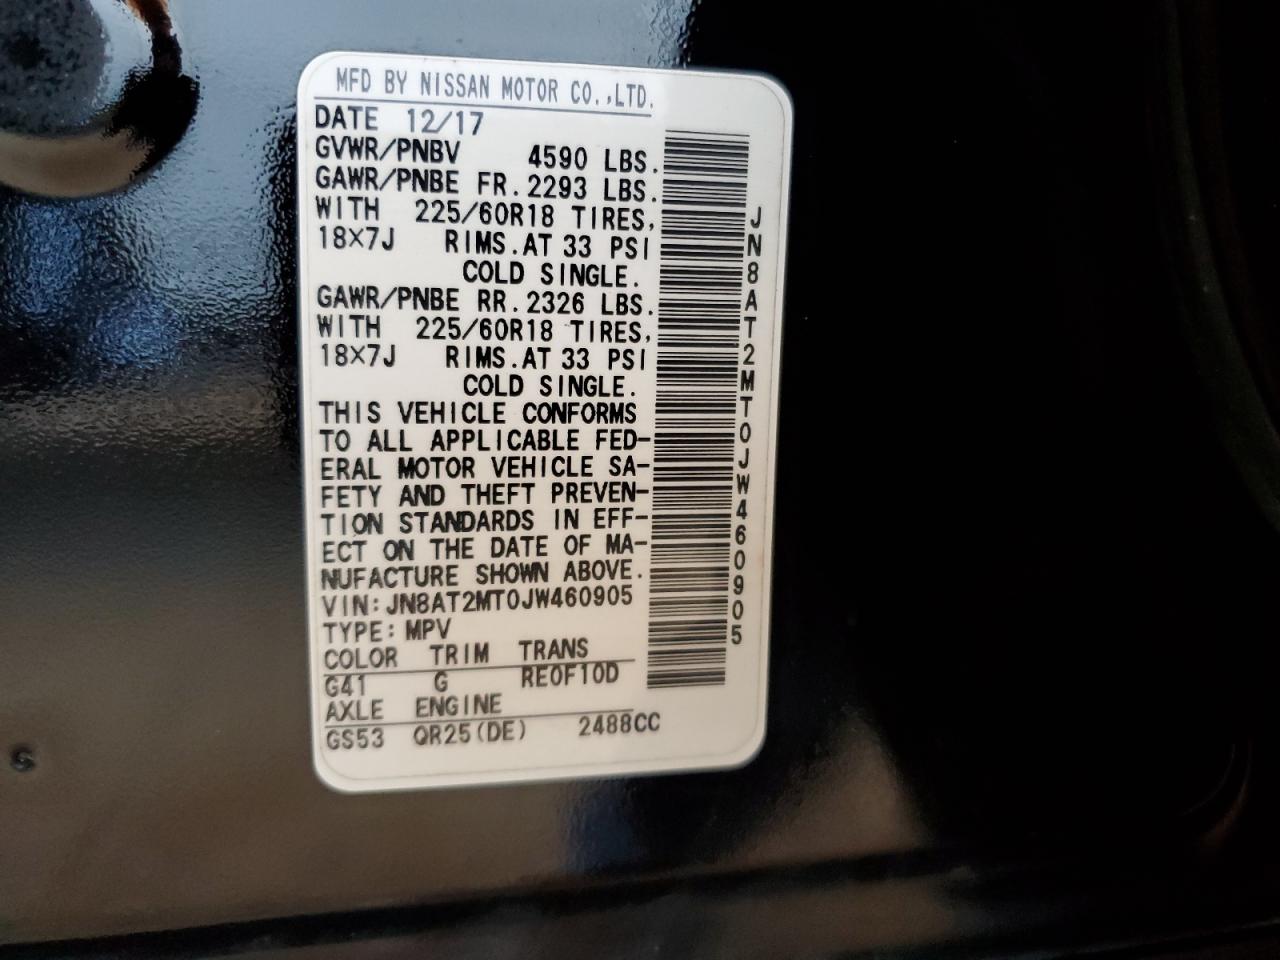 MFD BY NISSAN MOTOR CO.,LTD.
DATE 12/17
GVWR/PNBV 4590 LBS.
GAWR/PNBE FR.2293 LBS.
WITH 225/60R18 TIRES,
18×7J RIMS.AT 33 PSI
COLD SINGLE.
GAWR/PNBE RR.2326 LBS.
WITH 225/60R18 TIRES,
18×7J RIMS.AT 33 PSI
COLD SINGLE.
THIS VEHICLE CONFORMS
TO ALL APPLICABLE FED-
ERAL MOTOR VEHICLE SA-
FETY AND THEFT PREVEN-
TION STANDARDS IN EFF-
ECT ON THE DATE OF MA-
NUFACTURE SHOWN ABOVE.
VIN:JN8AT2MT0JW460905
TYPE:MPV
COLOR TRIM TRANS
G41 G RE0F10D
AXLE ENGINE
GS53 QR25(DE) 2488CC
JN8AT2MT0JW460905